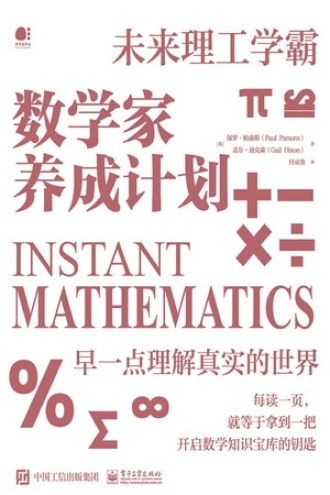 未来理工学霸
数学家
养成计划
[英]
保罗·帕森斯(Paul Parsons)
盖尔·迪克森(Gail Dixon)
著
付诣鲁 译
π
+ −
× ÷
INSTANT
MATHEMATICS
早一点理解真实的世界
% Σ ∞
每读一页,
就等于拿到一把
开启数学知识宝库的钥匙
中国工信出版集团
电子工业出版社